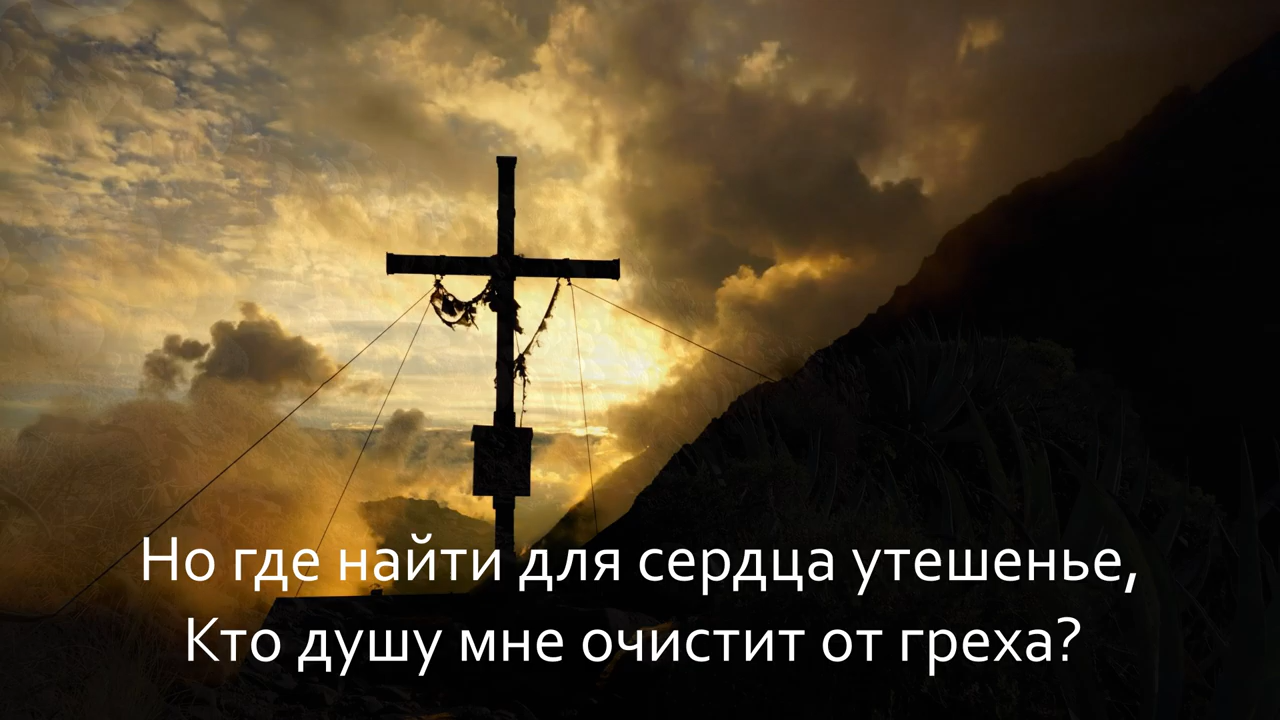 Но где найти для сердца утешенье,
Кто душу мне очистит от греха?